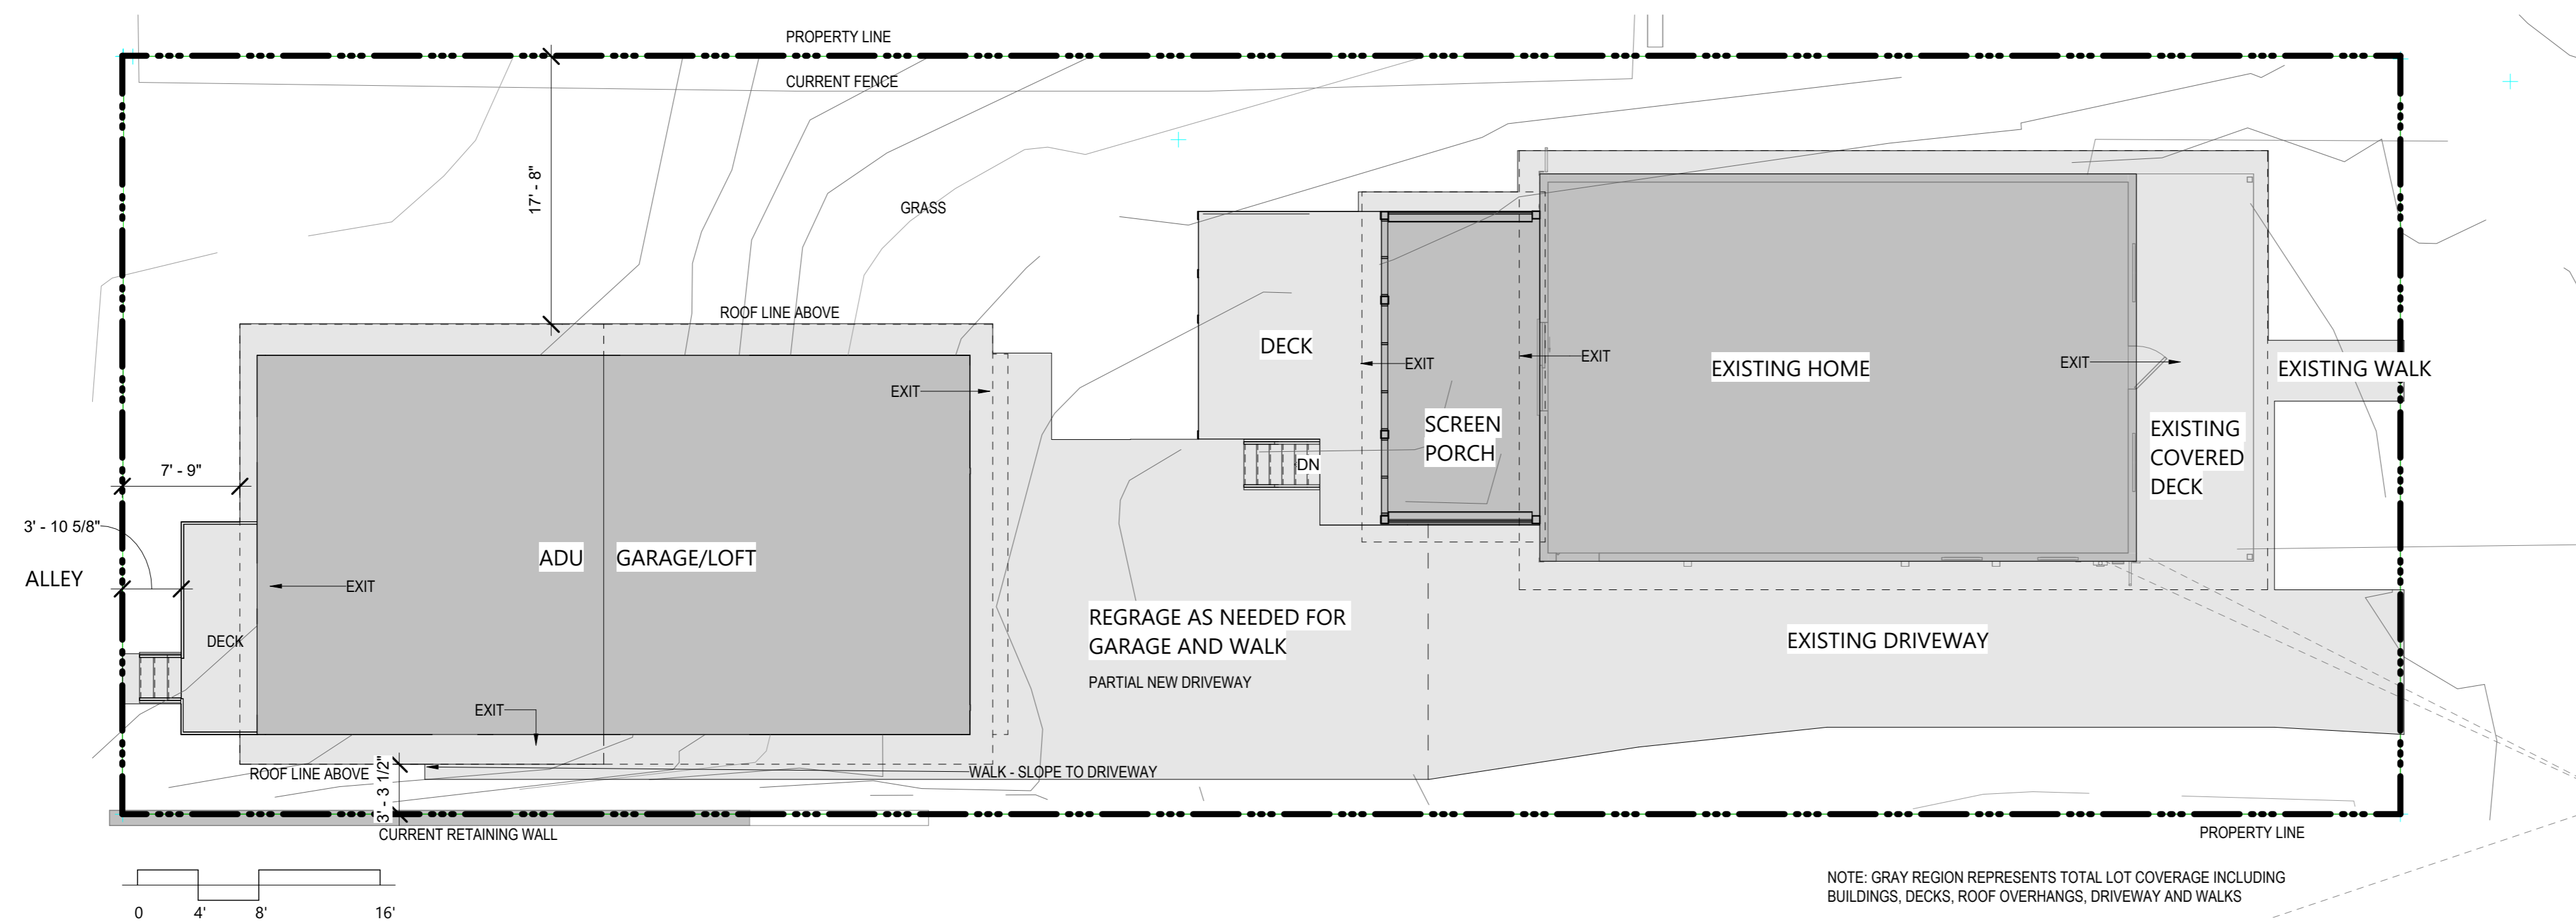 PROPERTY LINE
CURRENT FENCE
17' - 8"
GRASS
ROOF LINE ABOVE
DECK
EXIT
EXIT
EXISTING HOME
EXIT
EXISTING WALK
EXIT
SCREEN
PORCH
EXISTING
COVERED
DECK
DN
7' - 9"
3' - 10 5/8"
ALLEY
ADU
GARAGE/LOFT
EXIT
DECK
REGRAGE AS NEEDED FOR
GARAGE AND WALK
PARTIAL NEW DRIVEWAY
EXISTING DRIVEWAY
EXIT
ROOF LINE ABOVE
3' - 3 1/2"
WALK - SLOPE TO DRIVEWAY
CURRENT RETAINING WALL
PROPERTY LINE
0 4' 8' 16'
NOTE: GRAY REGION REPRESENTS TOTAL LOT COVERAGE INCLUDING
BUILDINGS, DECKS, ROOF OVERHANGS, DRIVEWAY AND WALKS